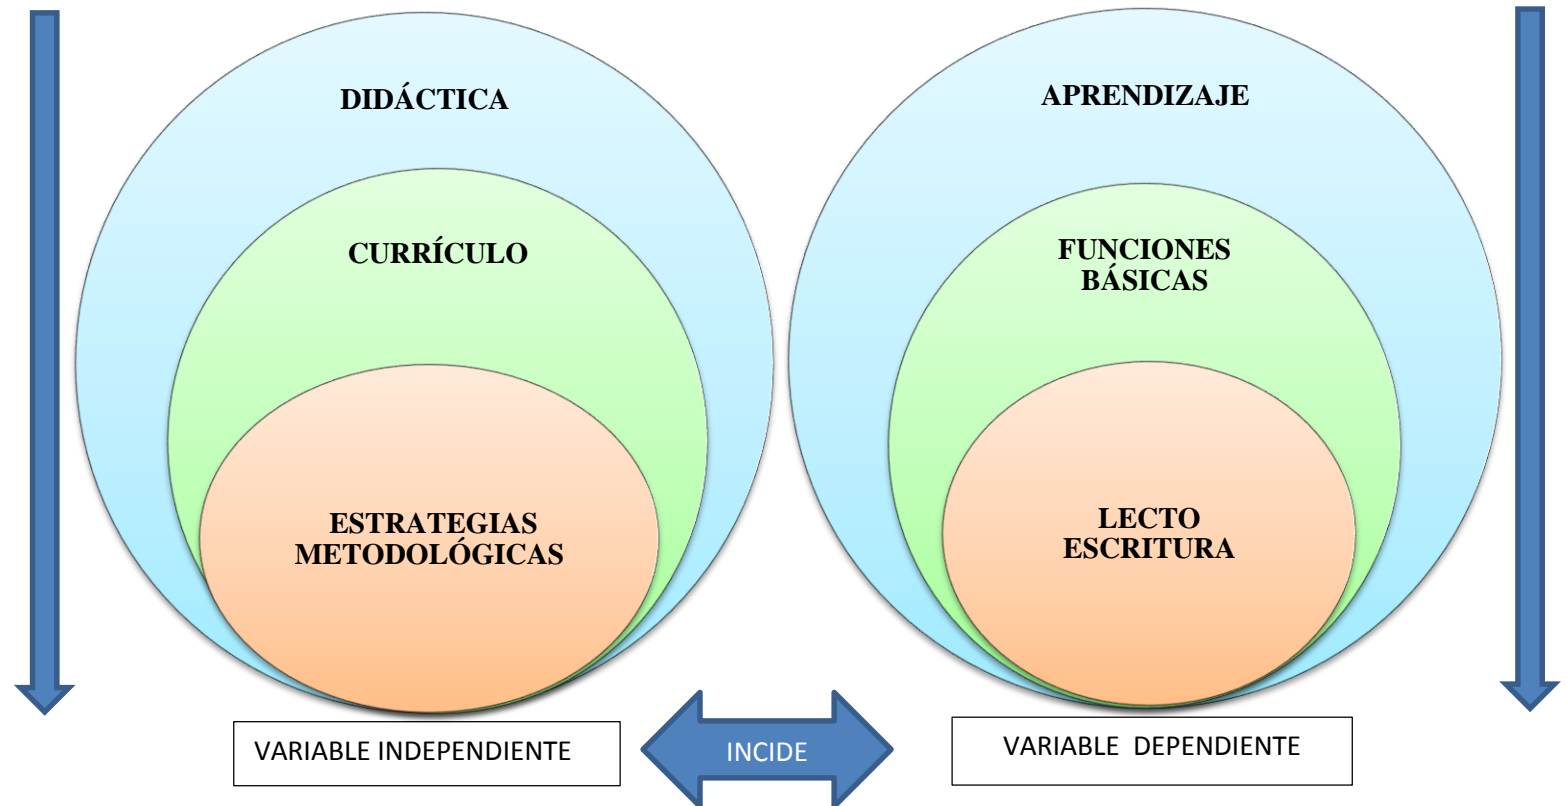 DIDÁCTICA
CURRÍCULO
ESTRATEGIAS
METODOLÓGICAS
VARIABLE INDEPENDIENTE
INCIDE
APRENDIZAJE
FUNCIONES
BÁSICAS
LECTO
ESCRITURA
VARIABLE DEPENDIENTE